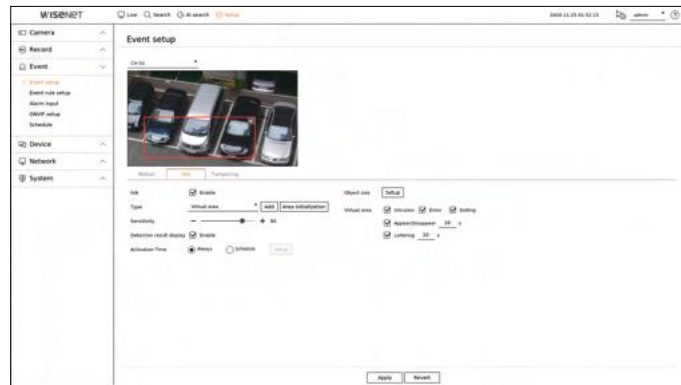 WISENET
Live Search AI search Setup
admin
Camera
Record
Event
Event setup
Event rule setup
Alarm input
ONVIF setup
Schedule
Device
Network
System
Event setup
Motion IVA Tampering
IVA Enable
Type Virtual area Add Area initialization
Sensitivity
Detection result display Enable
Activation Time Always Schedule Setup
Object size Setup
Virtual area Intrusion Enter Exiting
Appear/Disappear 10 s
Loitering 10 s
Apply Revert